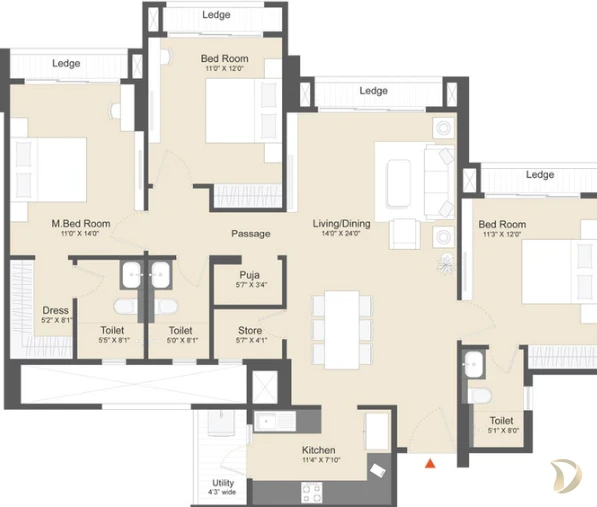 Ledge
Bed Room
11'0" X 12'0"
Ledge
Ledge
Ledge
M.Bed Room
11'0" X 14'0"
Passage
Living/Dining
14'0" X 24'0"
Bed Room
11'3" X 12'0"
Puja
5'7" X 3'4"
Dress
5'2" X 8'1"
Toilet
5'5" X 8'1"
Toilet
5'0" X 8'1"
Store
5'7" X 4'1"
Toilet
5'1" X 8'0"
Kitchen
11'4" X 7'10"
Utility
4'3" wide